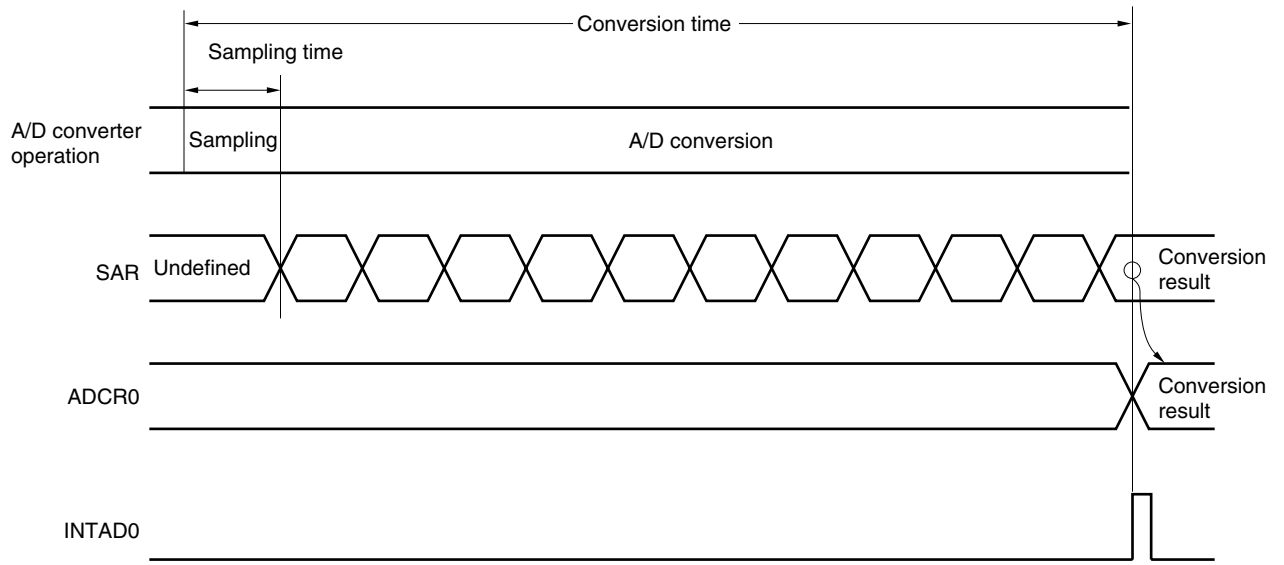 Conversion time
Sampling time
A/D converter
operation
Sampling
A/D conversion
SAR
Undefined
Conversion
result
ADCR0
Conversion
result
INTAD0